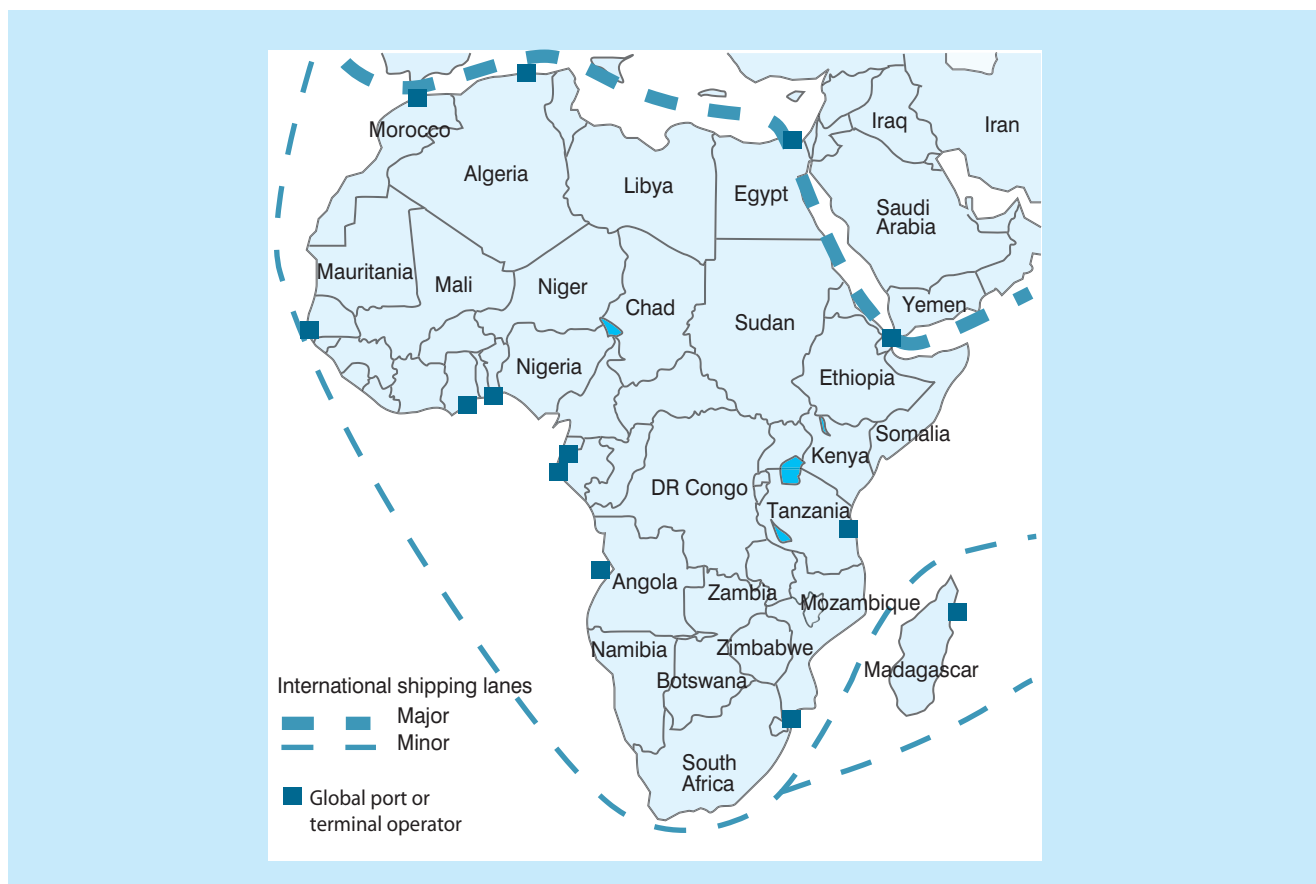 Morocco
Algeria
Libya
Egypt
Iraq
Iran
Saudi
Arabia
Mauritania
Mali
Niger
Chad
Sudan
Yemen
Nigeria
Ethiopia
Somalia
Kenya
DR Congo
Tanzania
Angola
Zambia
Mozambique
Namibia
Zimbabwe
Botswana
Madagascar
South
Africa
International shipping lanes
Major
Minor
Global port or
terminal operator